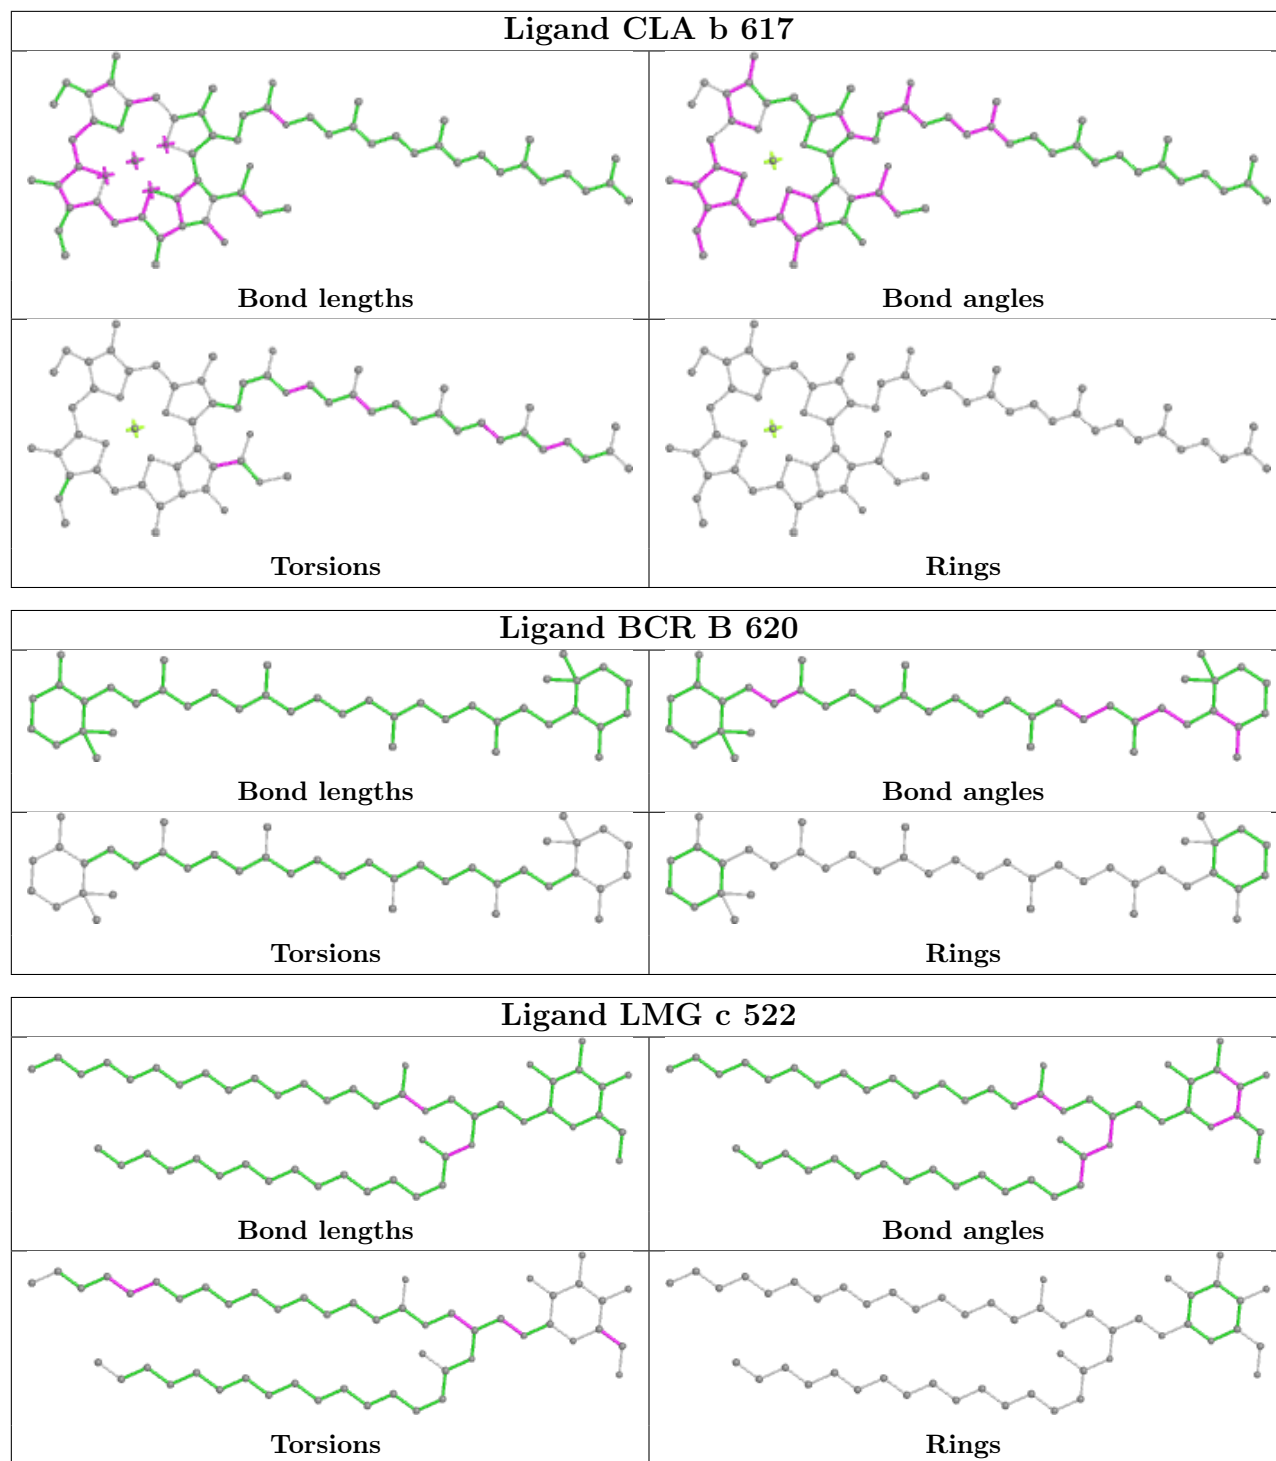 Ligand CLA b 617
Bond lengths
Bond angles
Torsions
Rings
Ligand BCR B 620
Bond lengths
Bond angles
Torsions
Rings
Ligand LMG c 522
Bond lengths
Bond angles
Torsions
Rings